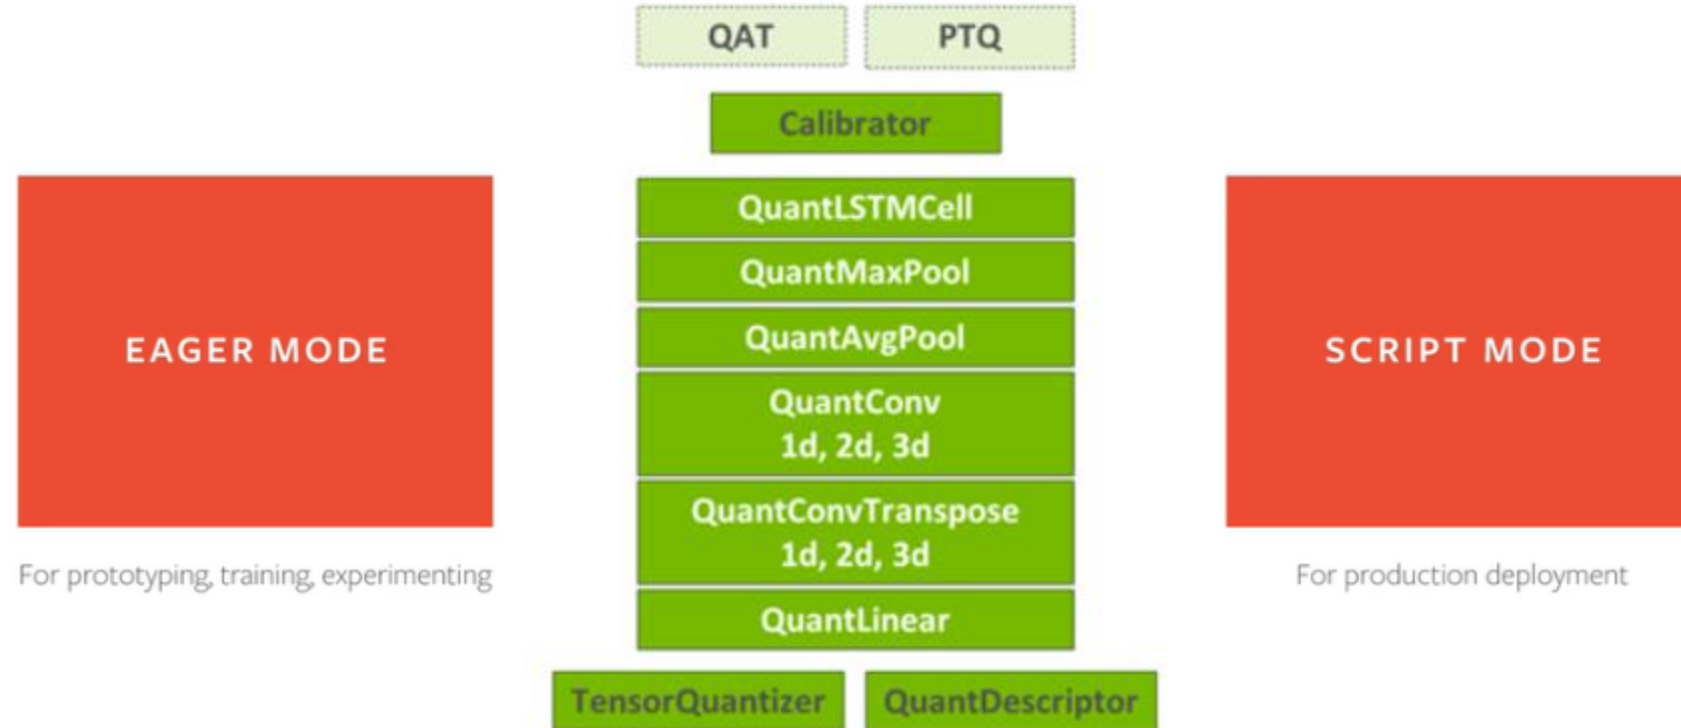 QAT
PTQ
Calibrator
QuantLSTMCell
QuantMaxPool
QuantAvgPool
QuantConv
1d, 2d, 3d
QuantConvTranspose
1d, 2d, 3d
QuantLinear
TensorQuantizer
QuantDescriptor
EAGER MODE
For prototyping, training, experimenting
SCRIPT MODE
For production deployment